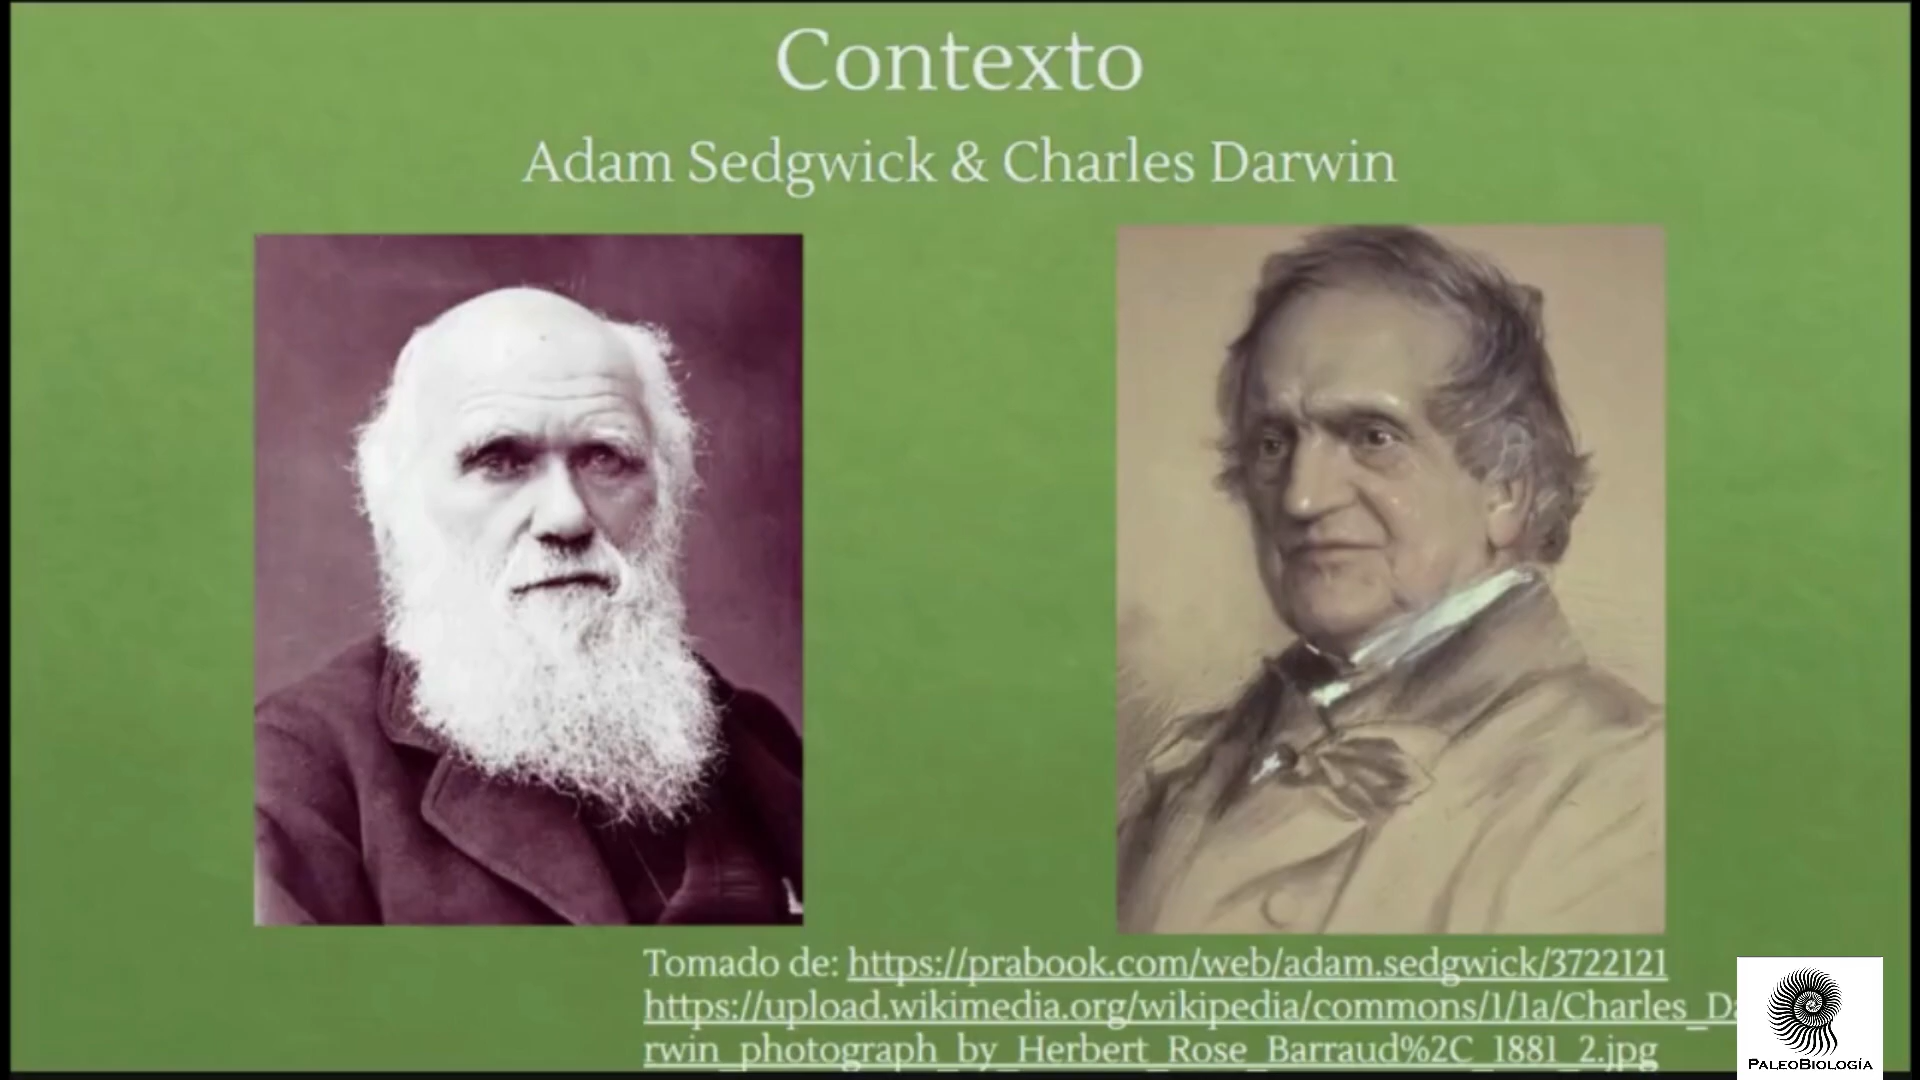 Contexto
Adam Sedgwick & Charles Darwin
Tomado de: https://prabook.com/web/adam.sedgwick/3722121
https://upload.wikimedia.org/wikipedia/commons/1/1a/Charles_Da
rwin_photograph_by_Herbert_Rose_Barraud%2C_1881_2.jpg
PALEOBIOLOGÍA